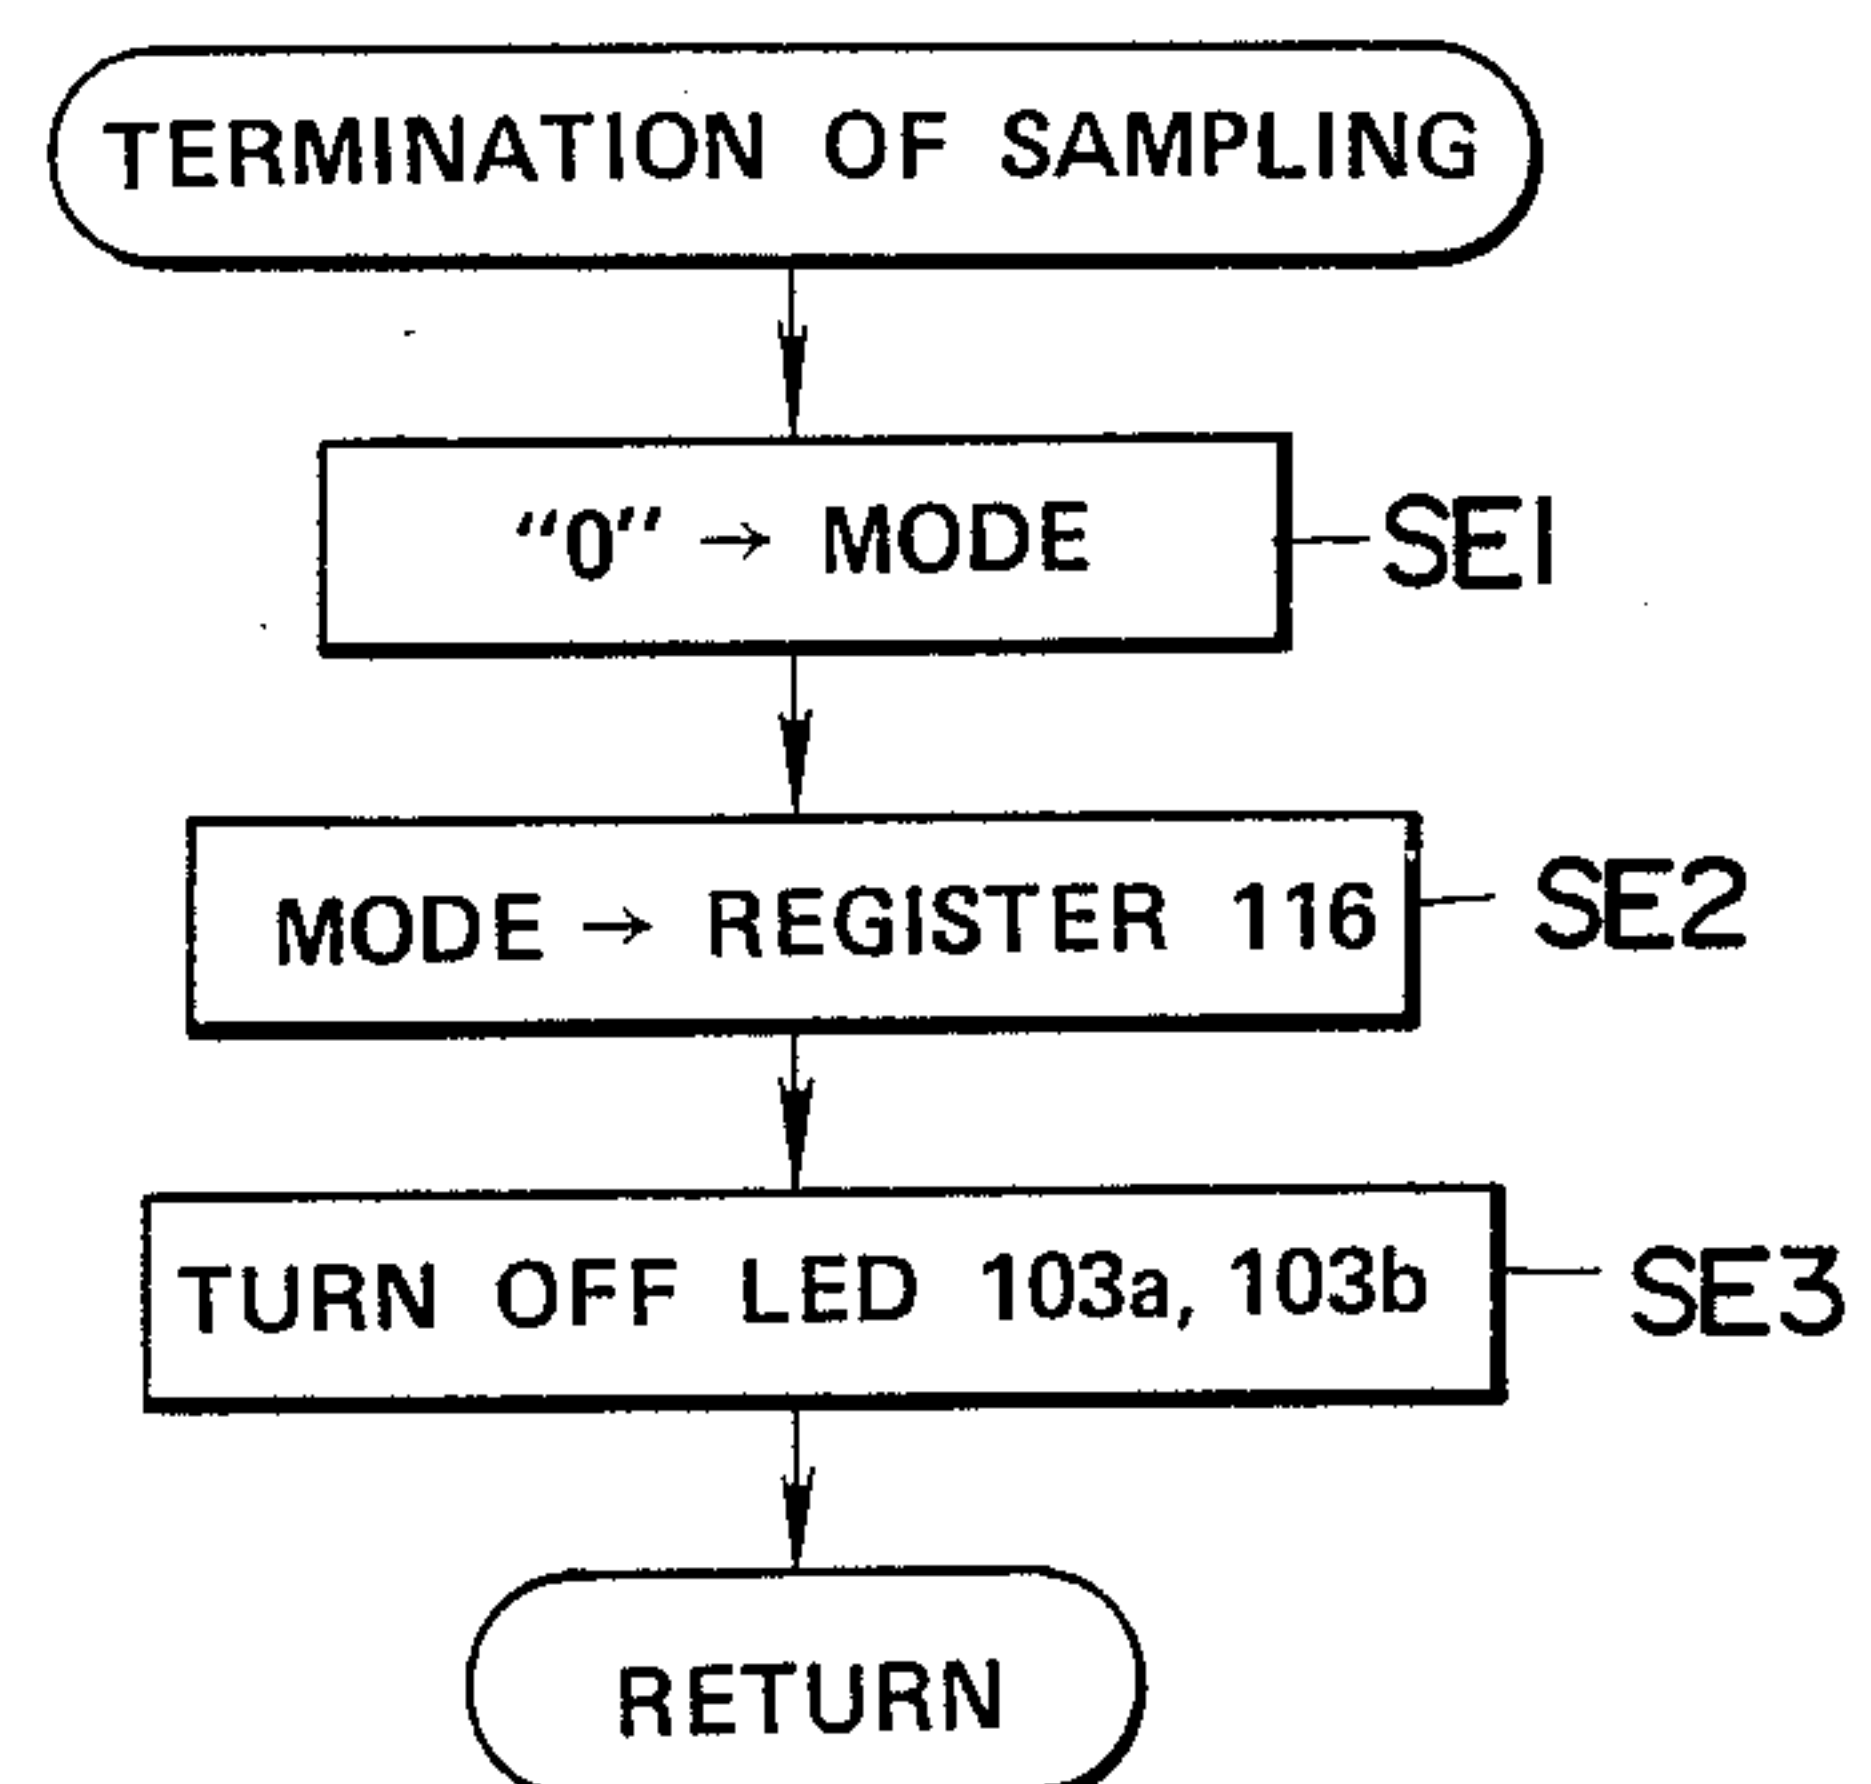 TERMINATION OF SAMPLING
“0” → MODE
SE1
MODE → REGISTER 116
SE2
TURN OFF LED 103a, 103b
SE3
RETURN